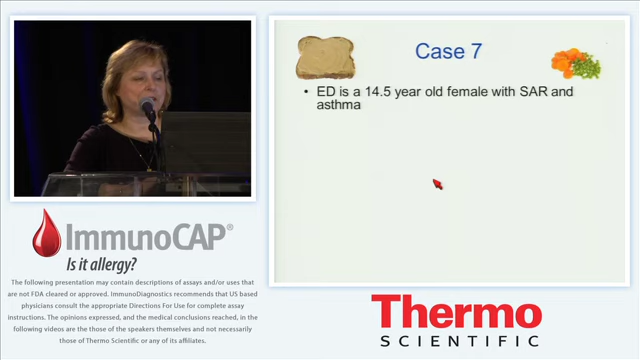 Case 7
• ED is a 14.5 year old female with SAR and
asthma
ImmunoCAP®
Is it allergy?
The following presentation may contain descriptions of assays and/or uses that
are not FDA cleared or approved. ImmunoDiagnostics recommends that US based
physicians consult the appropriate Directions For Use for complete assay
instructions. The opinions expressed, and the medical conclusions reached, in the
following videos are the those of the speakers themselves and not necessarily
those of Thermo Scientific or any of its affiliates.
Thermo
SCIENTIFIC